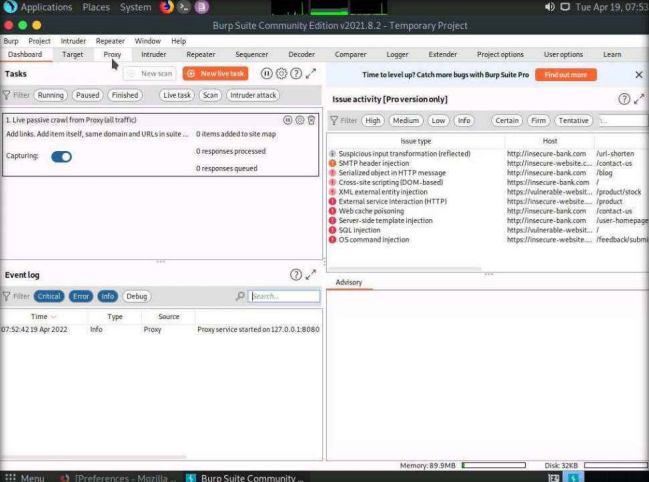 Applications Places System Tue Apr 19, 07:53
Burp Suite Community Edition v2021.8.2 - Temporary Project
Burp Project Intruder Repeater Window Help
Dashboard Target Proxy Intruder Repeater Sequencer Decoder Comparer Logger Extender Project options User options Learn
Tasks New scan New live task
Filter Running Paused Finished Live task Scan Intruder attack
1. Live passive crawl from Proxy (all traffic)
Add links. Add item itself, same domain and URLs in suite ... 0 items added to site map
Capturing: 0 responses processed
0 responses queued
Event log
Filter Critical Error Info Debug Search...
Time Type Source
07:52:42 19 Apr 2022 Info Proxy Proxy service started on 127.0.0.1:8080
Time to level up? Catch more bugs with Burp Suite Pro Find out more
Issue activity [Pro version only]
Filter High Medium Low Info Certain Firm Tentative
Issue type Host
Suspicious input transformation (reflected) http://insecure-bank.com /url-shorten
SMTP header injection http://insecure-website.c... /contact-us
Serialized object in HTTP message http://insecure-bank.com /blog
Cross-site scripting (DOM-based) https://insecure-bank.com /
XML external entity injection https://vulnerable-websit... /product/stock
External service interaction (HTTP) https://insecure-website.... /product
Web cache poisoning http://insecure-bank.com /contact-us
Server-side template injection http://insecure-bank.com /user-homepage
SQL injection https://vulnerable-websit... /
OS command injection https://insecure-website.... /feedback/submi
Advisory
Memory: 89.9MB Disk: 32KB
Menu [Preferences - Mozilla ... Burp Suite Community ...